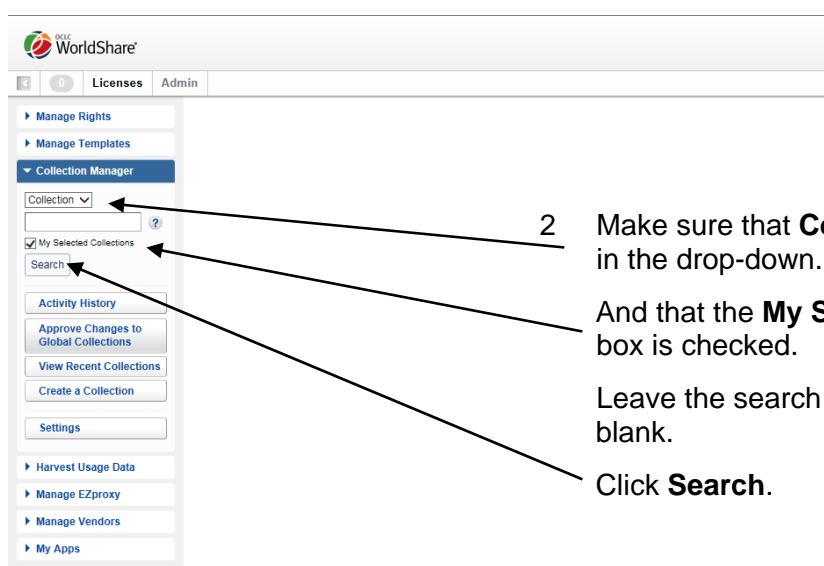 OCLC
WorldShare®
0 Licenses Admin
Manage Rights
Manage Templates
Collection Manager
Collection
?
My Selected Collections
Search
Activity History
Approve Changes to
Global Collections
View Recent Collections
Create a Collection
Settings
Harvest Usage Data
Manage EZproxy
Manage Vendors
My Apps
2 Make sure that Co
in the drop-down.
And that the My S
box is checked.
Leave the search
blank.
Click Search.